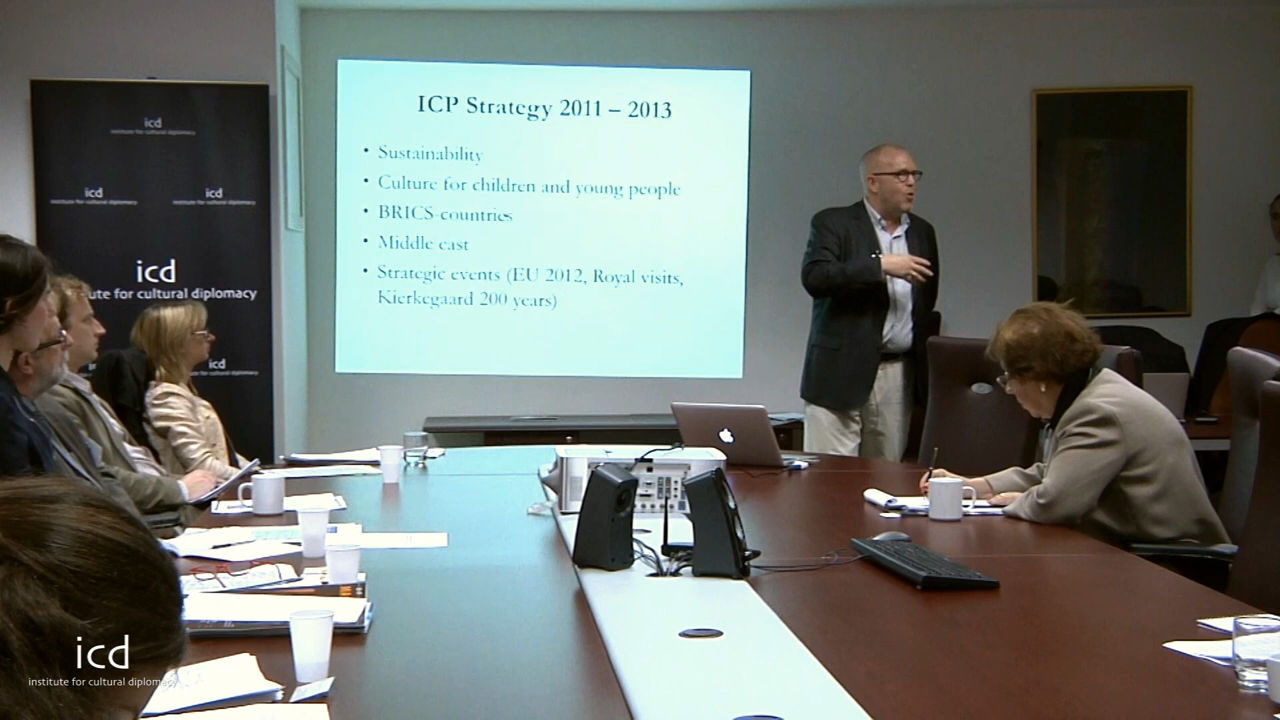 icd
institute for cultural diplomacy
icd
institute for cultural diplomacy
icd
institute for cultural diplomacy
icd
ute for cultural diplomacy
icd
for cultural diplomacy
ICP Strategy 2011 – 2013
• Sustainability
• Culture for children and young people
• BRICS-countries
• Middle east
• Strategic events (EU 2012, Royal visits,
Kierkegaard 200 years)
icd
institute for cultural diplomacy